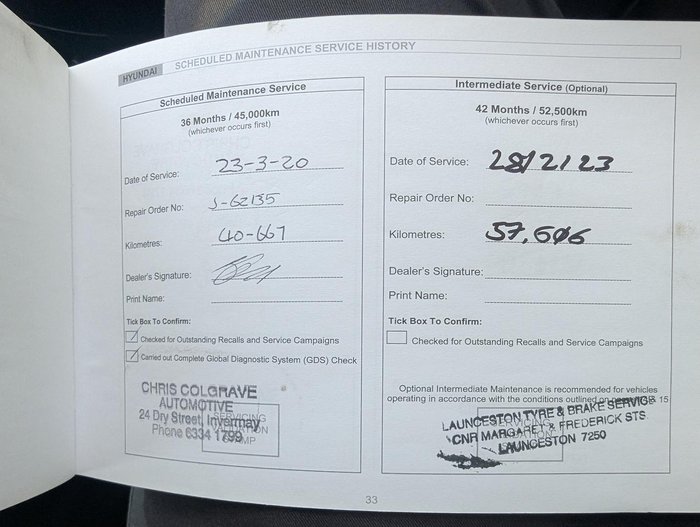 HYUNDAI SCHEDULED MAINTENANCE SERVICE HISTORY
Scheduled Maintenance Service
36 Months / 45,000km
(whichever occurs first)
Date of Service: 23-3-20
Repair Order No: J-62135
Kilometres: 40-667
Dealer's Signature:
Print Name:
Tick Box To Confirm:
Checked for Outstanding Recalls and Service Campaigns
Carried out Complete Global Diagnostic System (GDS) Check
CHRIS COLGRAVE
AUTOMOTIVE
24 Dry Street, Invermay
Phone 6334 1799
SERVICING
VALIDATION
STAMP
Intermediate Service (Optional)
42 Months / 52,500km
(whichever occurs first)
Date of Service: 28/2/23
Repair Order No:
Kilometres: 57,606
Dealer's Signature:
Print Name:
Tick Box To Confirm:
Checked for Outstanding Recalls and Service Campaigns
Optional Intermediate Maintenance is recommended for vehicles
operating in accordance with the conditions outlined on 15
LAUNCESTON TYRE & BRAKE SERVICE
CNR MARGARET & FREDERICK STS
LAUNCESTON 7250
33